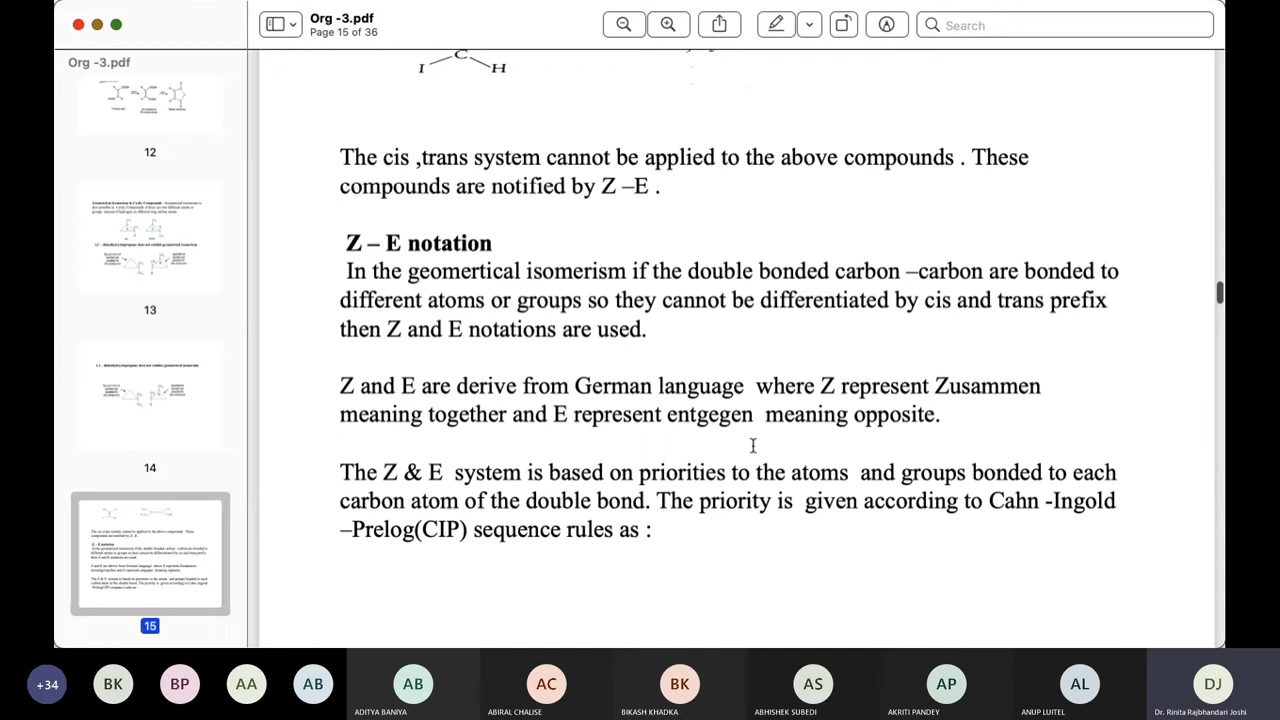 Org -3.pdf
Page 15 of 36
Search
Org -3.pdf
12
13
14
15
C
I H
The cis ,trans system cannot be applied to the above compounds . These
compounds are notified by Z –E .
Z – E notation
In the geomertical isomerism if the double bonded carbon –carbon are bonded to
different atoms or groups so they cannot be differentiated by cis and trans prefix
then Z and E notations are used.
Z and E are derive from German language where Z represent Zusammen
meaning together and E represent entgegen meaning opposite.
The Z & E system is based on priorities to the atoms and groups bonded to each
carbon atom of the double bond. The priority is given according to Cahn -Ingold
–Prelog(CIP) sequence rules as :
+34 BK BP AA AB AB AC BK AS AP AL DJ
ADITYA BANIYA ABIRAL CHALISE BIKASH KHADKA ABHISHEK SUBEDI AKRITI PANDEY ANUP LUITEL Dr. Rinita Rajbhandari Joshi